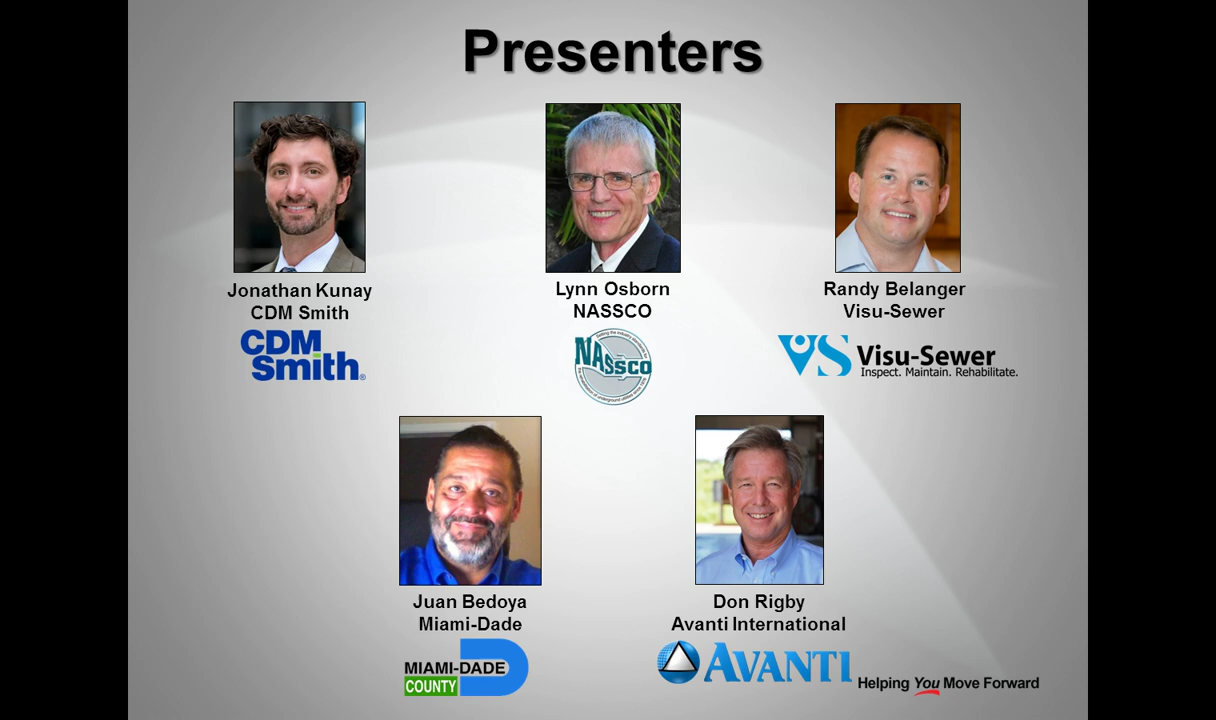 Presenters
Jonathan Kunay
CDM Smith
CDM
Smith®
Lynn Osborn
NASSCO
NASSCO
Randy Belanger
Visu-Sewer
VS Visu-Sewer
Inspect. Maintain. Rehabilitate.
Juan Bedoya
Miami-Dade
MIAMI-DADE
COUNTY
Don Rigby
Avanti International
AVANTI
Helping You Move Forward